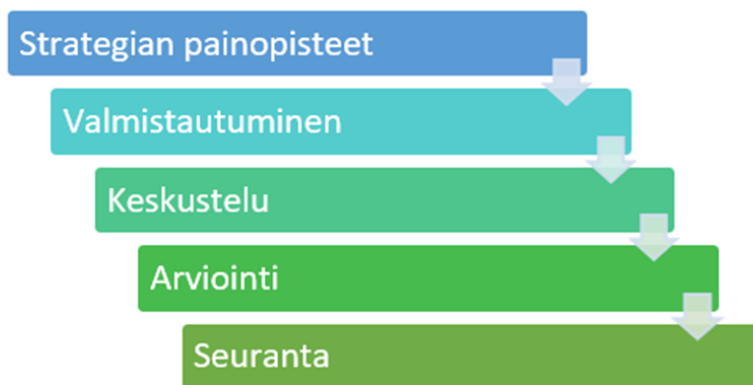 Strategian painopisteet
Valmistautuminen
Keskustelu
Arviointi
Seuranta